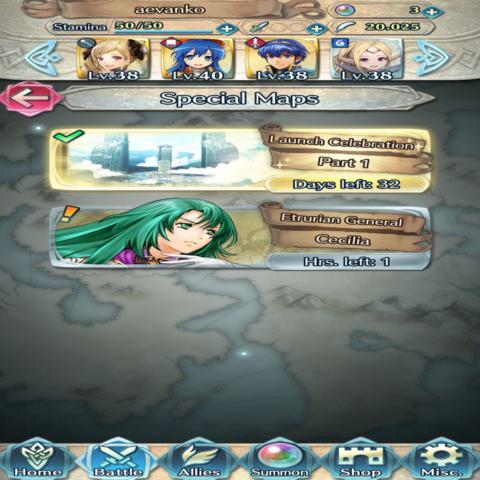 aevanko
3
Stamina 50/50
20.025
Lv.38 Lv.40 Lv.38 Lv.38
Special Maps
Launch Celebration
Part 1
Days left: 32
Etrurian General
Cecilia
Hrs. left: 1
Home Battle Allies Summon Shop Misc.